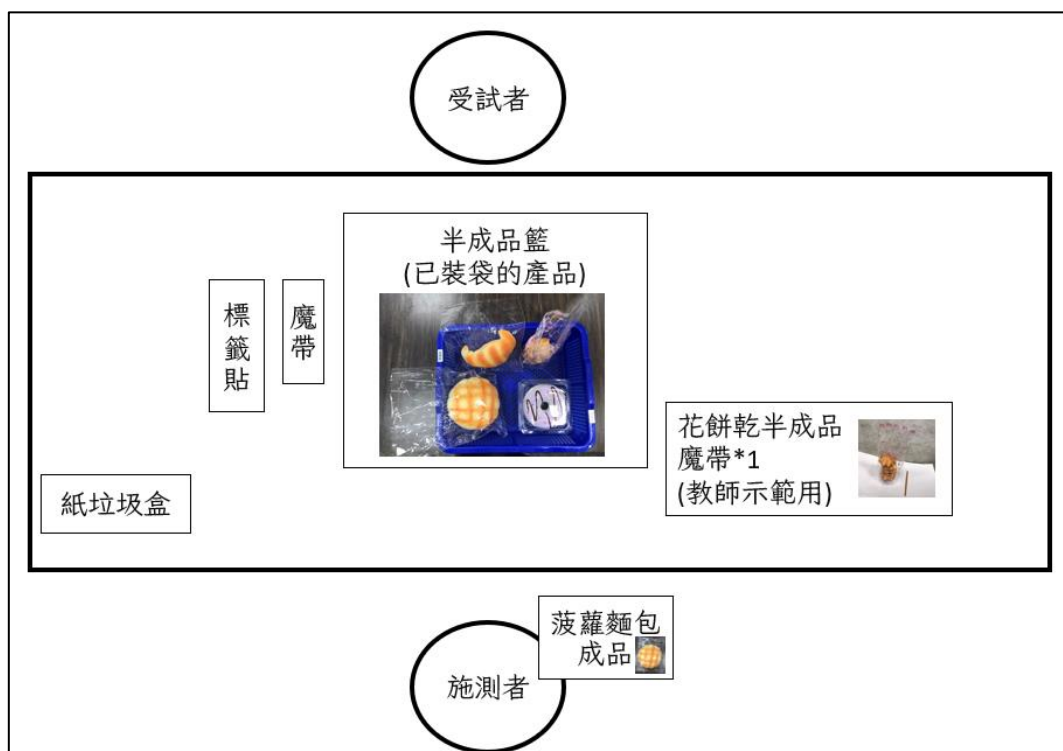 受試者
半成品籃
(已裝袋的產品)
標籤貼
魔帶
花餅乾半成品
魔帶*1
(教師示範用)
紙垃圾盒
菠蘿麵包
成品
施測者